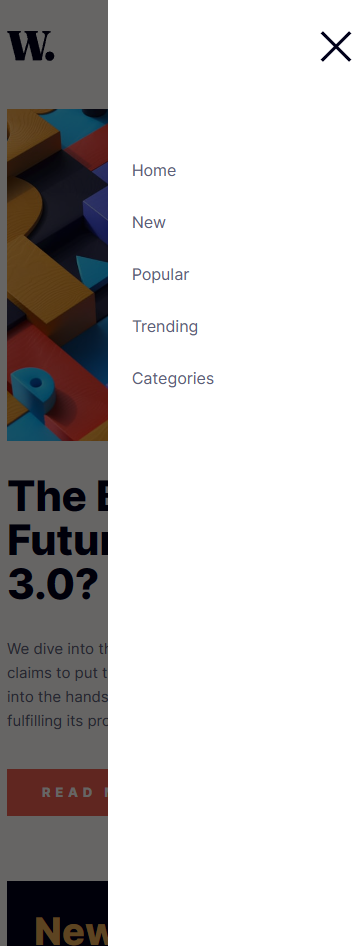 W.
Home
New
Popular
Trending
Categories
The
Futur
3.0?
We dive into th
claims to put t
into the hands
fulfilling its pro
READ
New